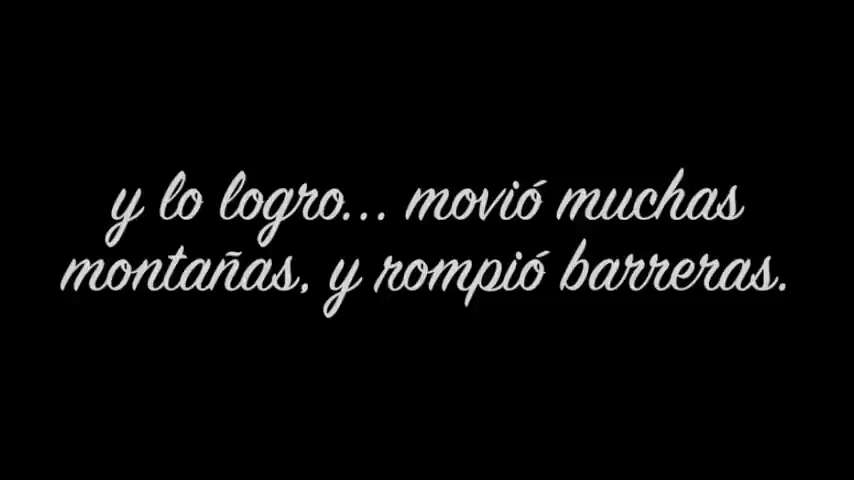 y lo logro... movió muchas
montañas, y rompió barreras.